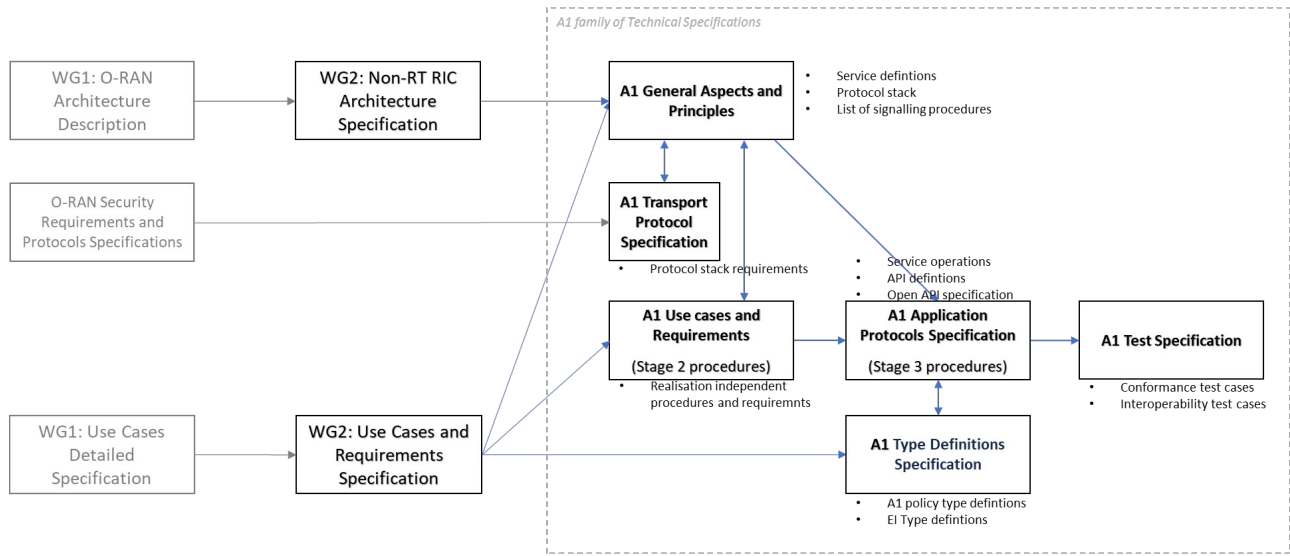 A1 family of Technical Specifications
WG1: O-RAN
Architecture
Description
WG2: Non-RT RIC
Architecture
Specification
A1 General Aspects and
Principles
• Service defintions
• Protocol stack
• List of signalling procedures
O-RAN Security
Requirements and
Protocols Specifications
A1 Transport
Protocol
Specification
• Protocol stack requirements
• Service operations
• API defintions
• Open API specification
A1 Use cases and
Requirements
(Stage 2 procedures)
• Realisation independent
procedures and requiremnts
A1 Application
Protocols Specification
(Stage 3 procedures)
A1 Test Specification
• Conformance test cases
• Interoperability test cases
WG1: Use Cases
Detailed
Specification
WG2: Use Cases and
Requirements
Specification
A1 Type Definitions
Specification
• A1 policy type defintions
• EI Type defintions